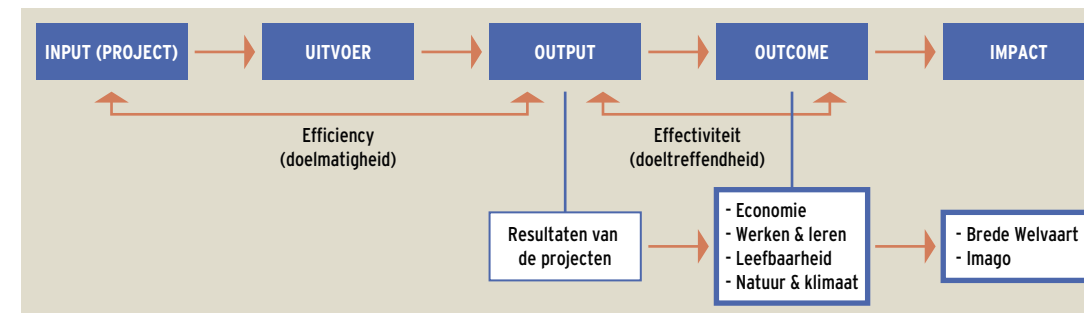 INPUT (PROJECT)
UITVOER
OUTPUT
OUTCOME
IMPACT
Efficiency
(doelmatigheid)
Effectiviteit
(doeltreffendheid)
Resultaten van
de projecten
- Economie
- Werken & leren
- Leefbaarheid
- Natuur & klimaat
- Brede Welvaart
- Imago